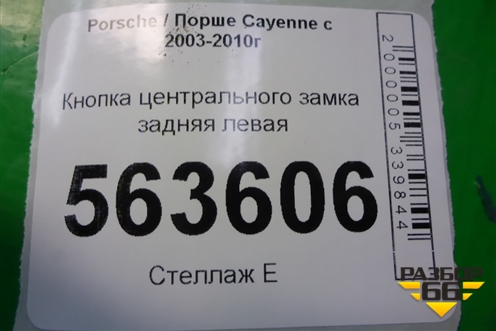 Porsche / Порше Cayenne с
2003-2010г
Кнопка центрального замка
задняя левая
563606
Стеллаж Е
2000005339844
РАЗБОР
66